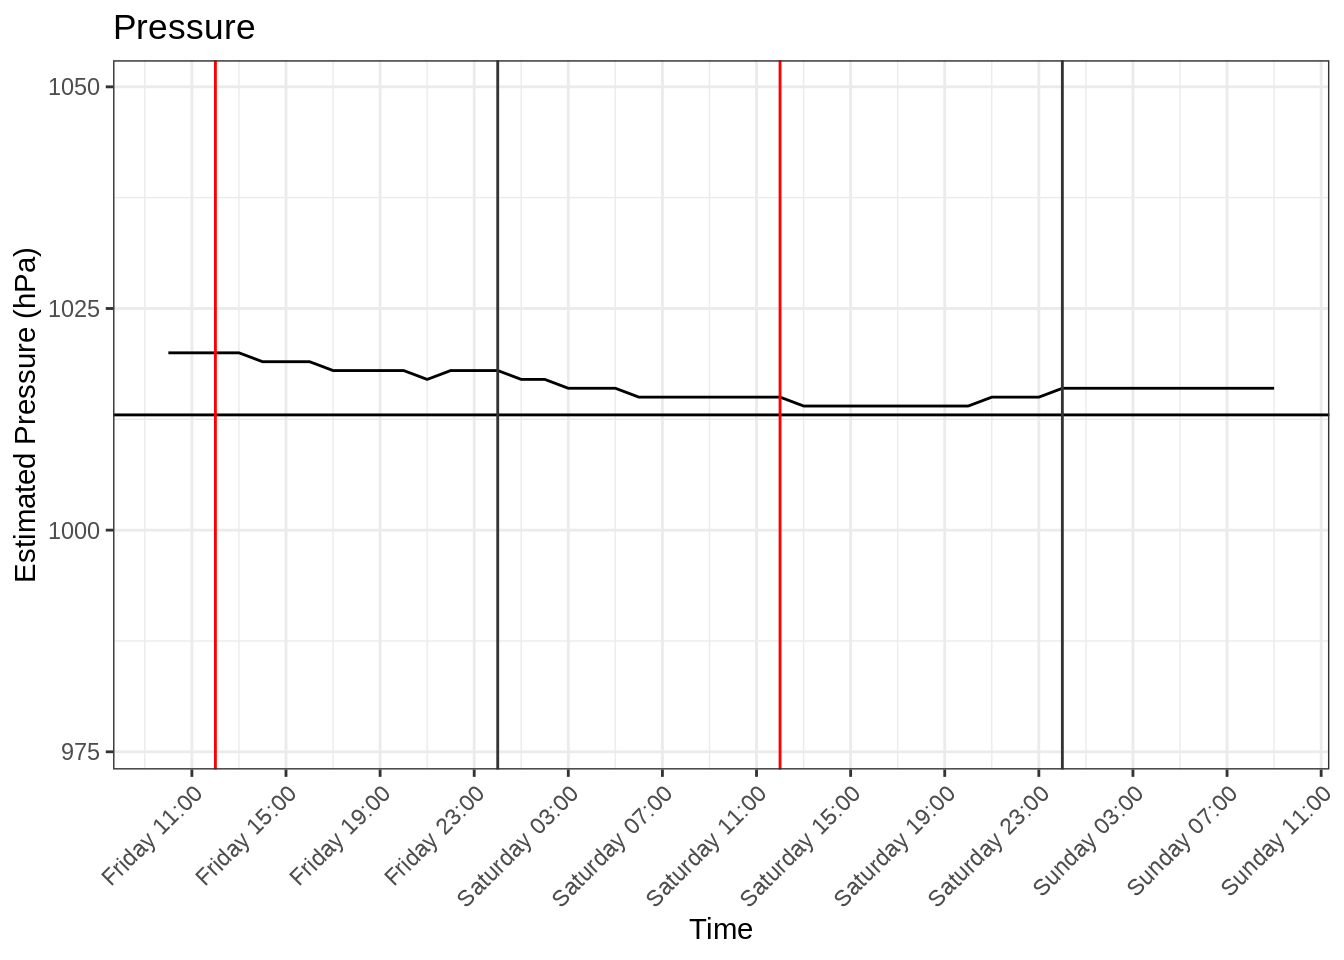 Pressure
Estimated Pressure (hPa)
1050
1025
1000
975
Friday 11:00
Friday 15:00
Friday 19:00
Friday 23:00
Saturday 03:00
Saturday 07:00
Saturday 11:00
Saturday 15:00
Saturday 19:00
Saturday 23:00
Sunday 03:00
Sunday 07:00
Sunday 11:00
Time